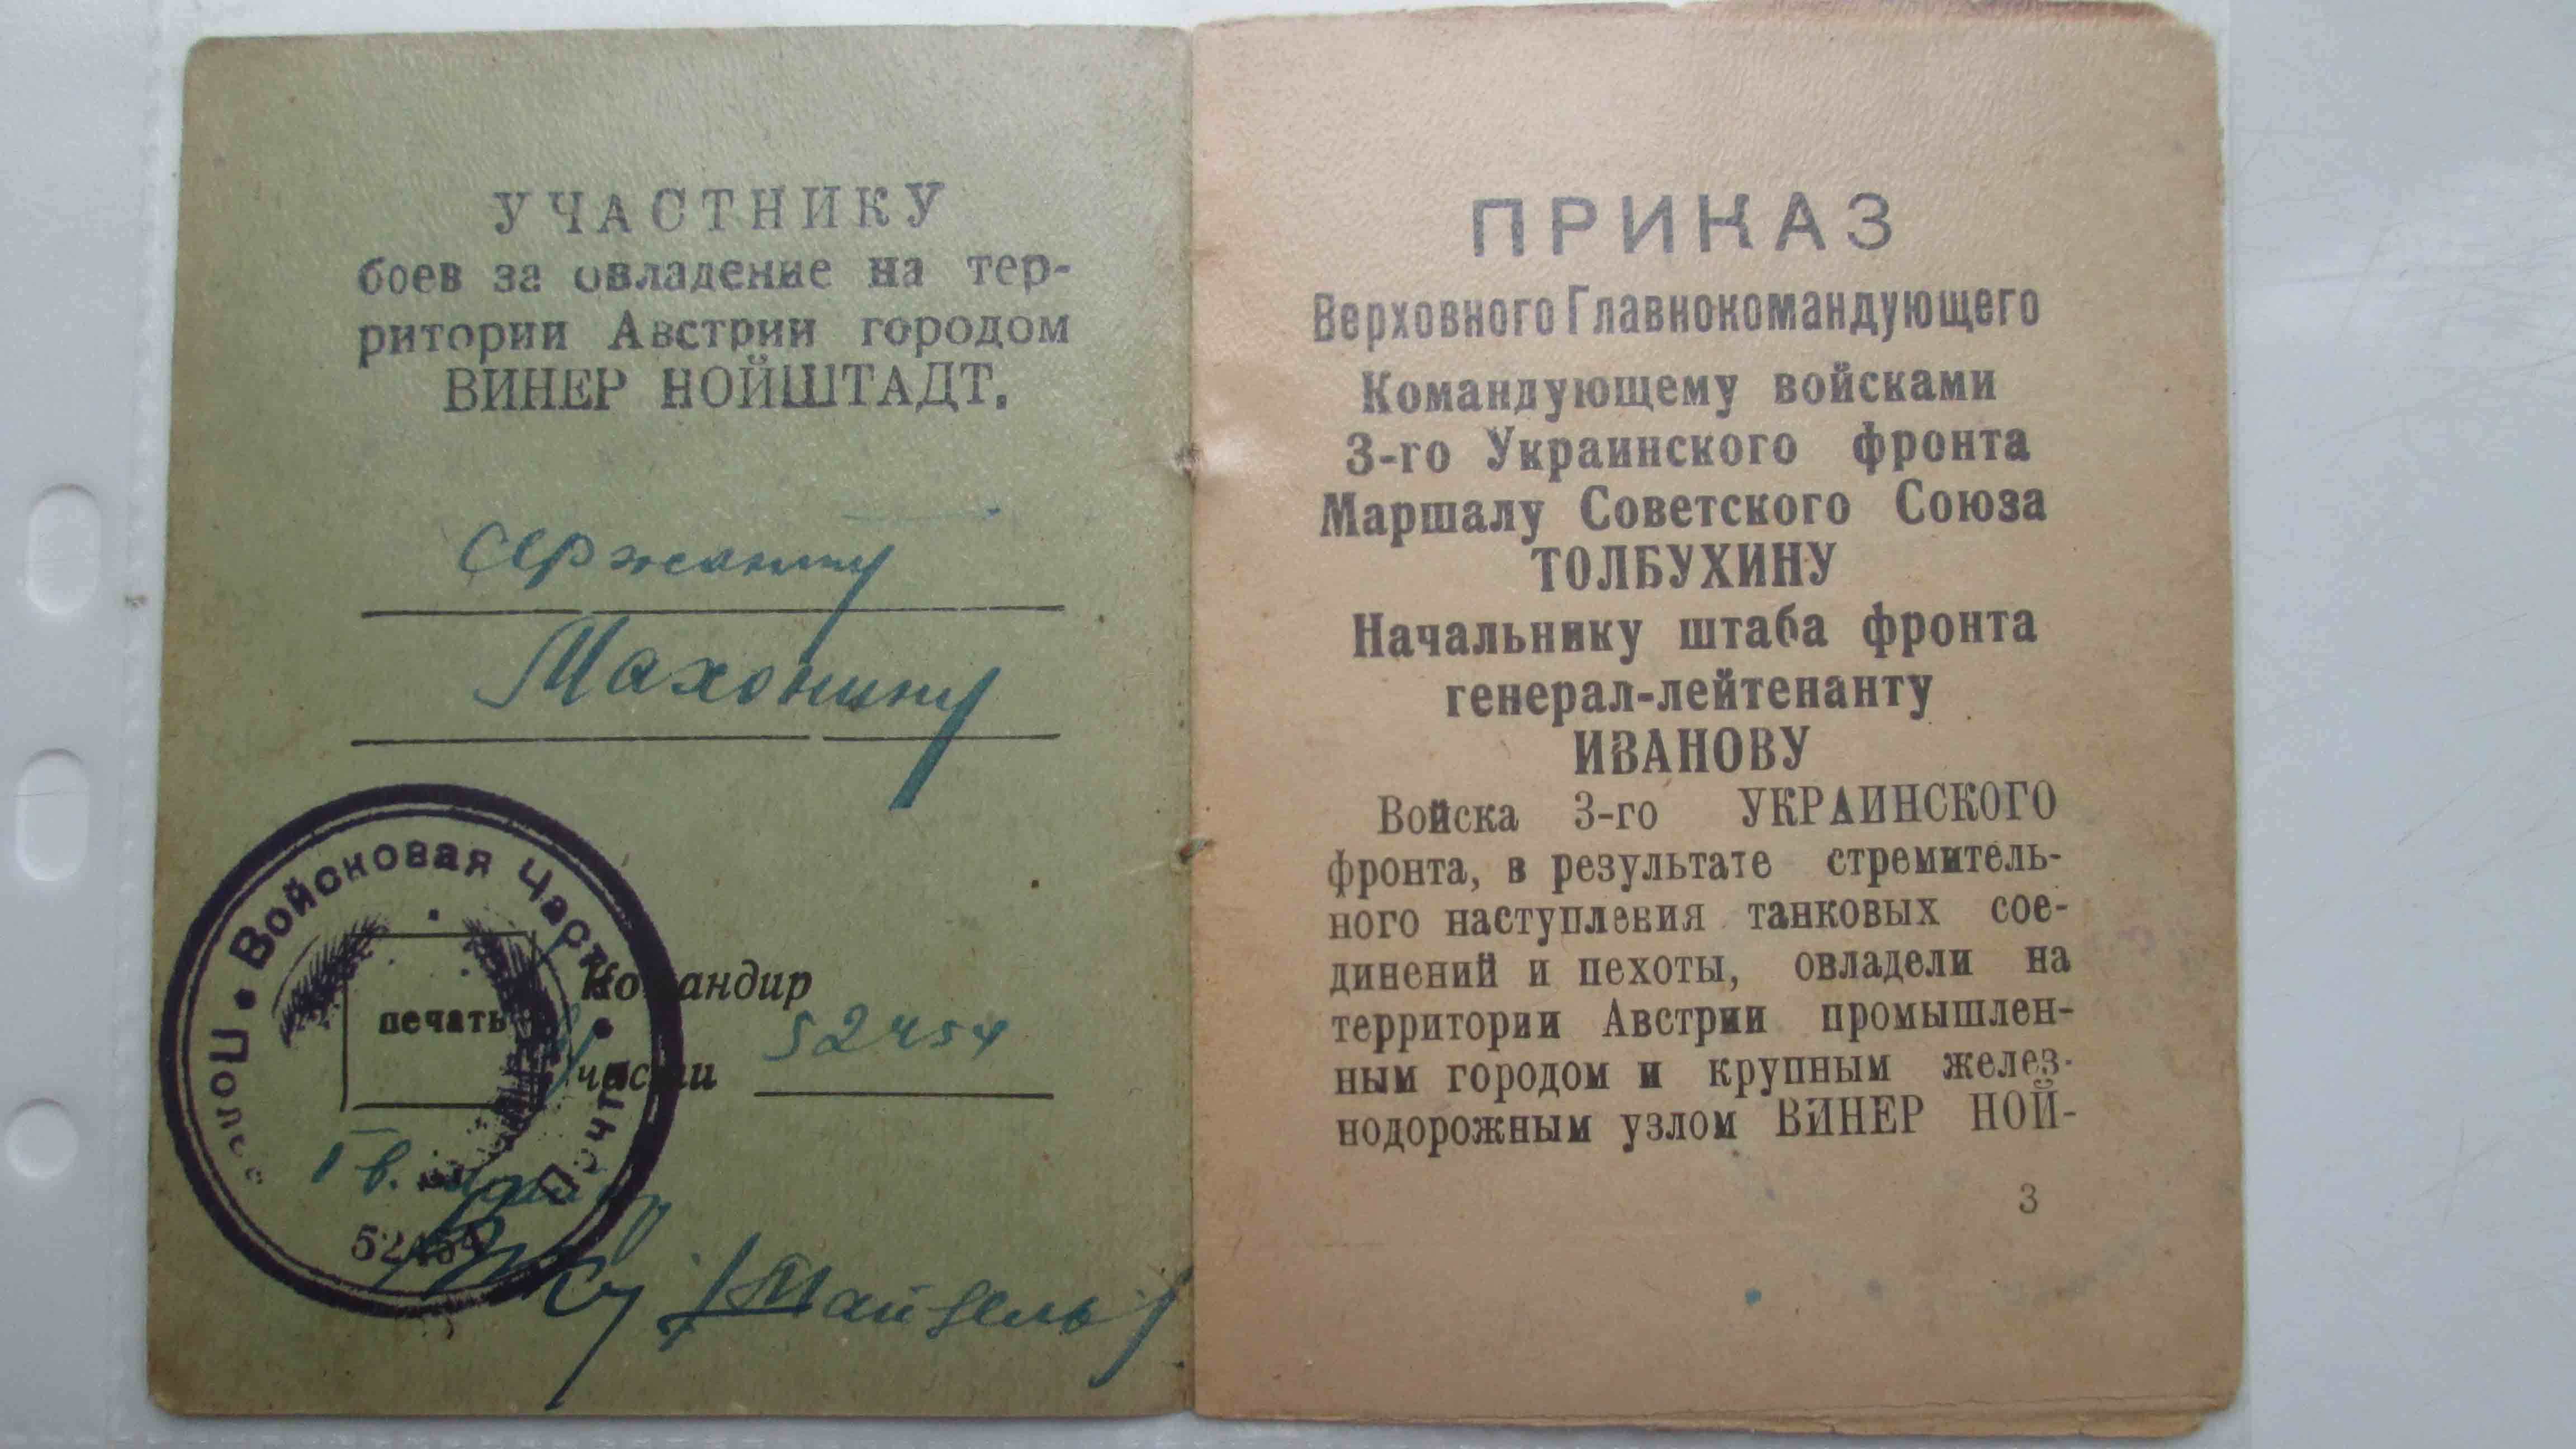 УЧАСТНИКУ
боев за овладение на тер-
ритории Австрии городом
ВИНЕР НОЙШТАДТ.
Сержанту
Махонину
Войсковая Часть
Полевая Почта
печать
Командир
части 52454
Гв. майор
52454
/Майдель/
ПРИКАЗ
Верховного Главнокомандующего
Командующему войсками
3-го Украинского фронта
Маршалу Советского Союза
ТОЛБУХИНУ
Начальнику штаба фронта
генерал-лейтенанту
ИВАНОВУ
Войска 3-го УКРАИНСКОГО
фронта, в результате стремитель-
ного наступления танковых сое-
динений и пехоты, овладели на
территории Австрии промышлен-
ным городом и крупным желез-
нодорожным узлом ВИНЕР НОЙ-
3